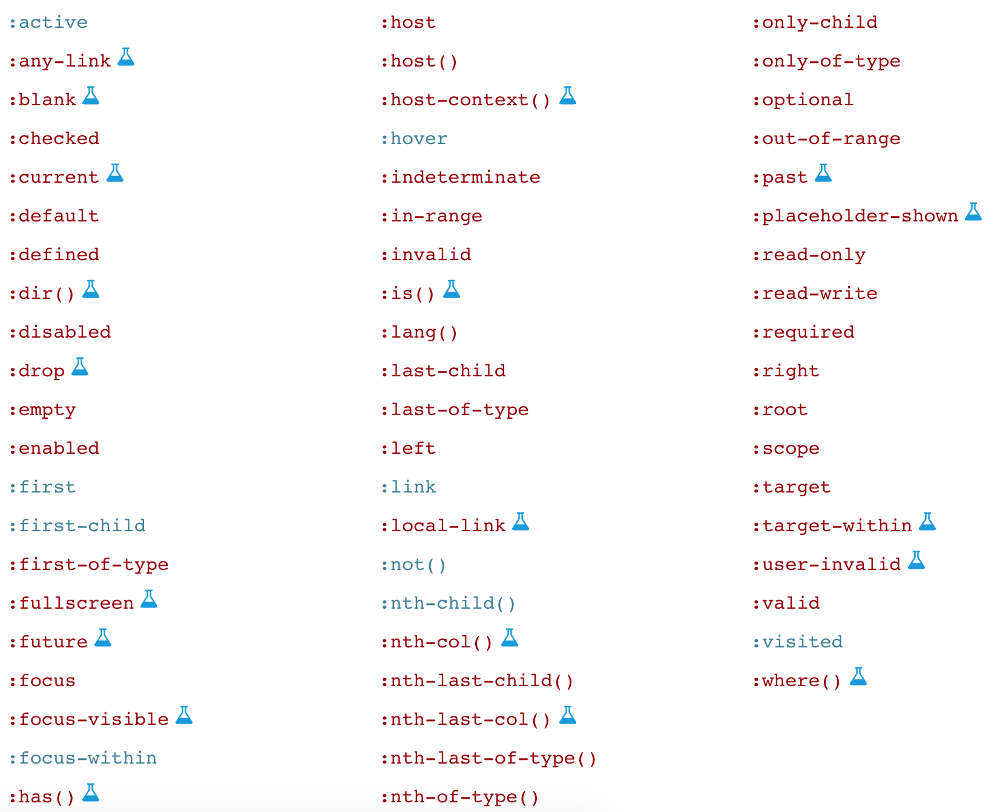 :active
:any-link
:blank
:checked
:current
:default
:defined
:dir()
:disabled
:drop
:empty
:enabled
:first
:first-child
:first-of-type
:fullscreen
:future
:focus
:focus-visible
:focus-within
:has()
:host
:host()
:host-context()
:hover
:indeterminate
:in-range
:invalid
:is()
:lang()
:last-child
:last-of-type
:left
:link
:local-link
:not()
:nth-child()
:nth-col()
:nth-last-child()
:nth-last-col()
:nth-last-of-type()
:nth-of-type()
:only-child
:only-of-type
:optional
:out-of-range
:past
:placeholder-shown
:read-only
:read-write
:required
:right
:root
:scope
:target
:target-within
:user-invalid
:valid
:visited
:where()